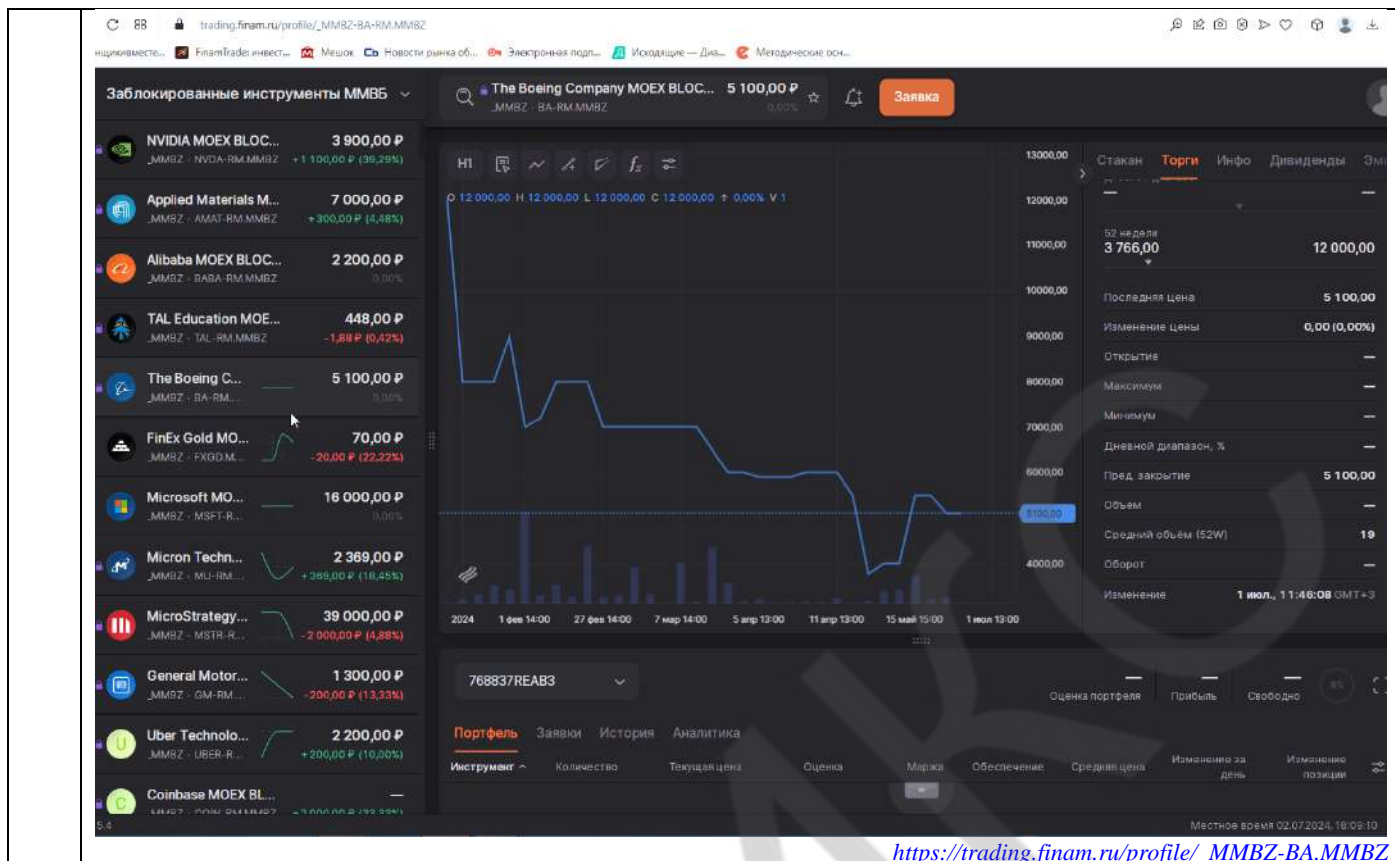 trading.finam.ru/profile/_MMBZ-BA-RM.MMBZ
FinamTrade: инвест... Мешок Новости рынка об... Электронная подп... Исходящие — Диа... Методические осн...
Заблокированные инструменты ММВБ
The Boeing Company MOEX BLOC... 5 100,00 ₽
_MMBZ · BA-RM.MMBZ 0,00%
Заявка
NVIDIA MOEX BLOC... 3 900,00 ₽
_MMBZ · NVDA-RM.MMBZ +1 100,00 ₽ (39,29%)
Applied Materials M... 7 000,00 ₽
_MMBZ · AMAT-RM.MMBZ +300,00 ₽ (4,48%)
Alibaba MOEX BLOC... 2 200,00 ₽
_MMBZ · BABA-RM.MMBZ 0,00%
TAL Education MOE... 448,00 ₽
_MMBZ · TAL-RM.MMBZ -1,88 ₽ (0,42%)
The Boeing C... 5 100,00 ₽
_MMBZ · BA-RM.... 0,00%
FinEx Gold MO... 70,00 ₽
_MMBZ · FXGD.M... -20,00 ₽ (22,22%)
Microsoft MO... 16 000,00 ₽
_MMBZ · MSFT-R... 0,00%
Micron Techn... 2 369,00 ₽
_MMBZ · MU-RM.... +369,00 ₽ (18,45%)
MicroStrategy... 39 000,00 ₽
_MMBZ · MSTR-R... -2 000,00 ₽ (4,88%)
General Motor... 1 300,00 ₽
_MMBZ · GM-RM.... -200,00 ₽ (13,33%)
Uber Technolo... 2 200,00 ₽
_MMBZ · UBER-R... +200,00 ₽ (10,00%)
Coinbase MOEX BL... —
5.4
H1
O 12 000,00 H 12 000,00 L 12 000,00 C 12 000,00 ↑ 0,00% V 1
13000,00
12000,00
11000,00
10000,00
9000,00
8000,00
7000,00
6000,00
5100,00
4000,00
2024 1 фев 14:00 27 фев 14:00 7 мар 14:00 5 апр 13:00 11 апр 13:00 15 май 15:00 1 июл 13:00
Стакан Торги Инфо Дивиденды Эми
— —
52 недели
3 766,00 12 000,00
Последняя цена 5 100,00
Изменение цены 0,00 (0,00%)
Открытие —
Максимум —
Минимум —
Дневной диапазон, % —
Пред. закрытие 5 100,00
Объем —
Средний объём (52W) 19
Оборот —
Изменение 1 июл., 11:46:08 GMT+3
768837REAB3
Оценка портфеля Прибыль Свободно
Портфель Заявки История Аналитика
Инструмент Количество Текущая цена Оценка Маржа Обеспечение Средняя цена Изменение за день Изменение позиции
Местное время 02.07.2024, 18:09:10
https://trading.finam.ru/profile/_MMBZ-BA.MMBZ